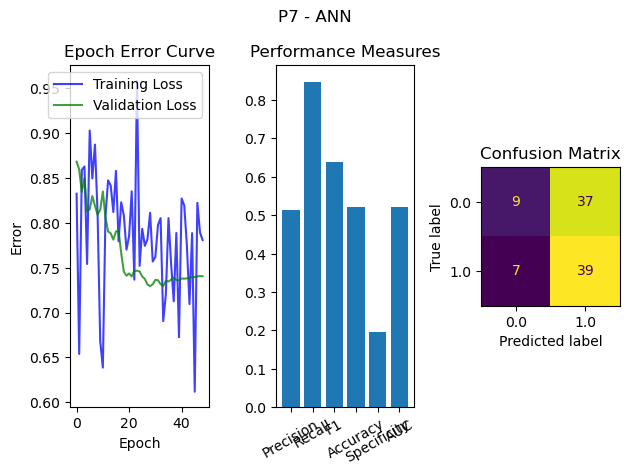 P7 - ANN
Epoch Error Curve
Training Loss
Validation Loss
0.95
0.90
0.85
0.80
0.75
0.70
0.65
0.60
Error
0
20
40
Epoch
Performance Measures
0.8
0.7
0.6
0.5
0.4
0.3
0.2
0.1
0.0
Precision
Recall
F1
Accuracy
Specificity
AUC
Confusion Matrix
True label
0.0
9
37
1.0
7
39
0.0
1.0
Predicted label